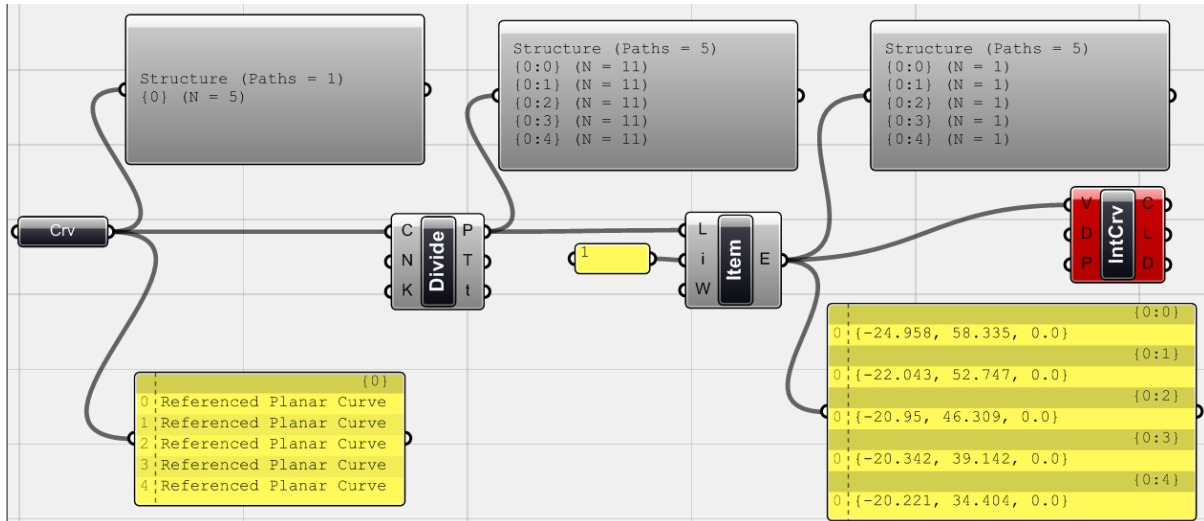 Structure (Paths = 1)
{0} (N = 5)
Structure (Paths = 5)
{0:0} (N = 11)
{0:1} (N = 11)
{0:2} (N = 11)
{0:3} (N = 11)
{0:4} (N = 11)
Structure (Paths = 5)
{0:0} (N = 1)
{0:1} (N = 1)
{0:2} (N = 1)
{0:3} (N = 1)
{0:4} (N = 1)
Crv
C
N
K
Divide
P
T
t
1
L
i
W
Item
E
V
D
P
IntCrv
C
L
D
{0}
0 Referenced Planar Curve
1 Referenced Planar Curve
2 Referenced Planar Curve
3 Referenced Planar Curve
4 Referenced Planar Curve
{0:0}
0 {-24.958, 58.335, 0.0}
{0:1}
0 {-22.043, 52.747, 0.0}
{0:2}
0 {-20.95, 46.309, 0.0}
{0:3}
0 {-20.342, 39.142, 0.0}
{0:4}
0 {-20.221, 34.404, 0.0}